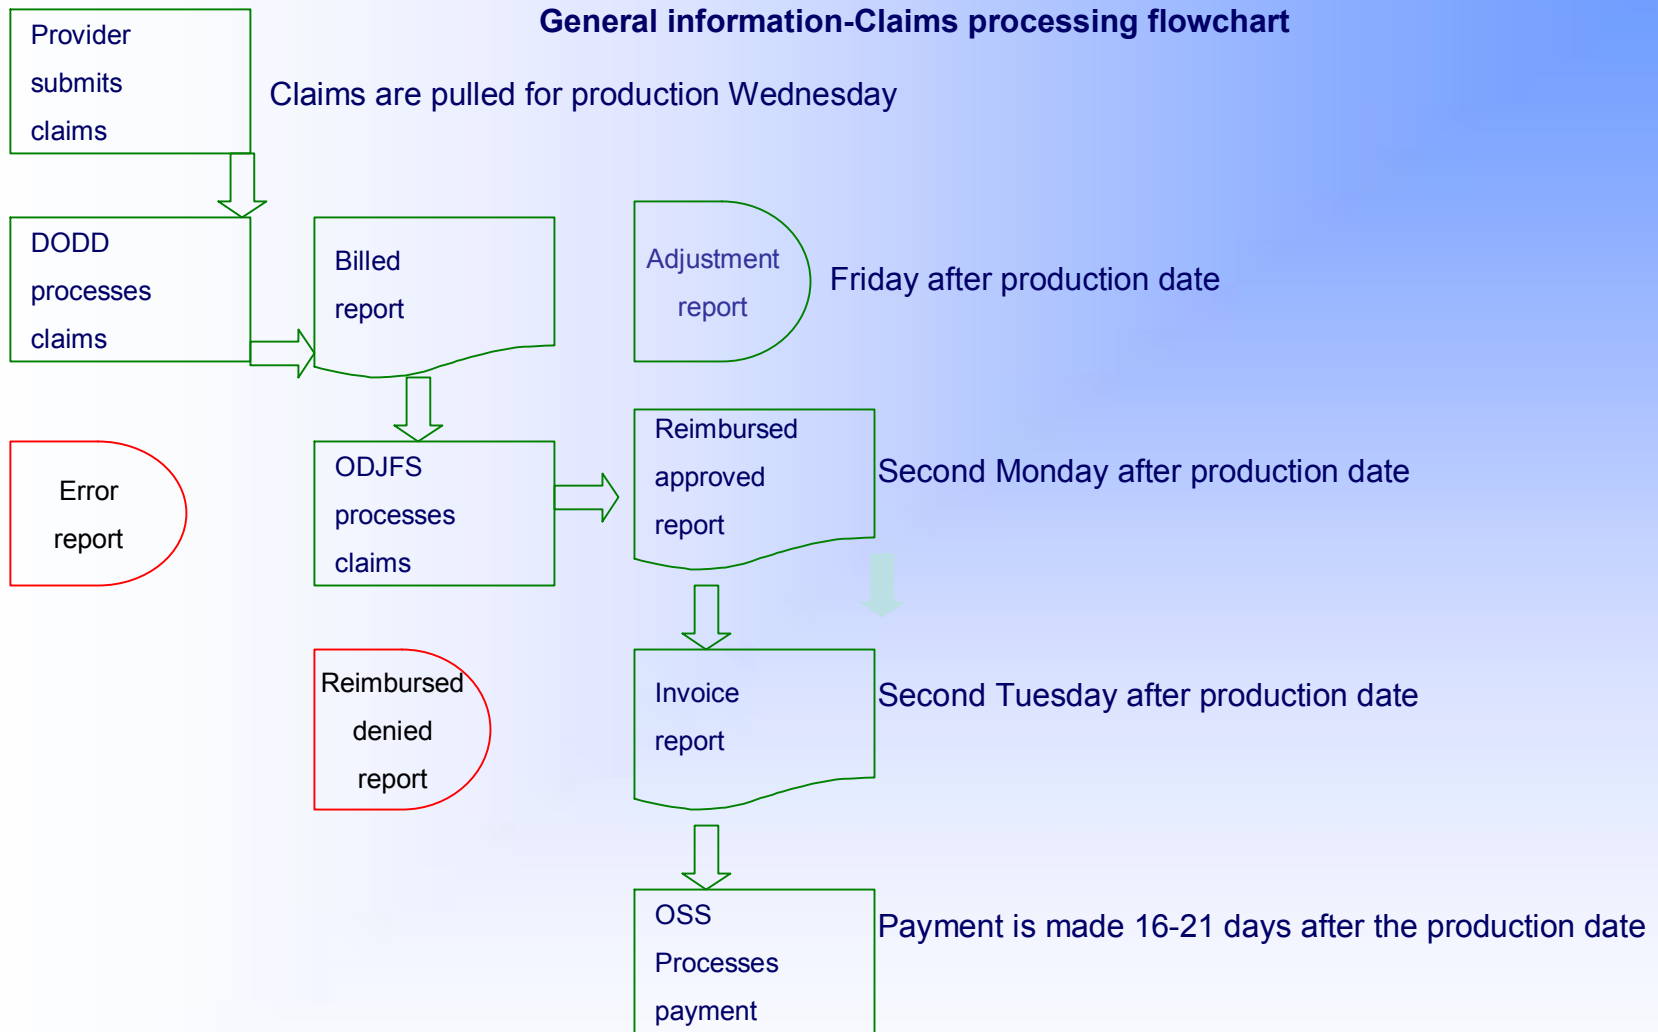 General information-Claims processing flowchart
Provider
submits
claims
Claims are pulled for production Wednesday
DODD
processes
claims
Billed
report
Adjustment
report
Friday after production date
Error
report
ODJFS
processes
claims
Reimbursed
approved
report
Second Monday after production date
Reimbursed
denied
report
Invoice
report
Second Tuesday after production date
OSS
Processes
payment
Payment is made 16-21 days after the production date